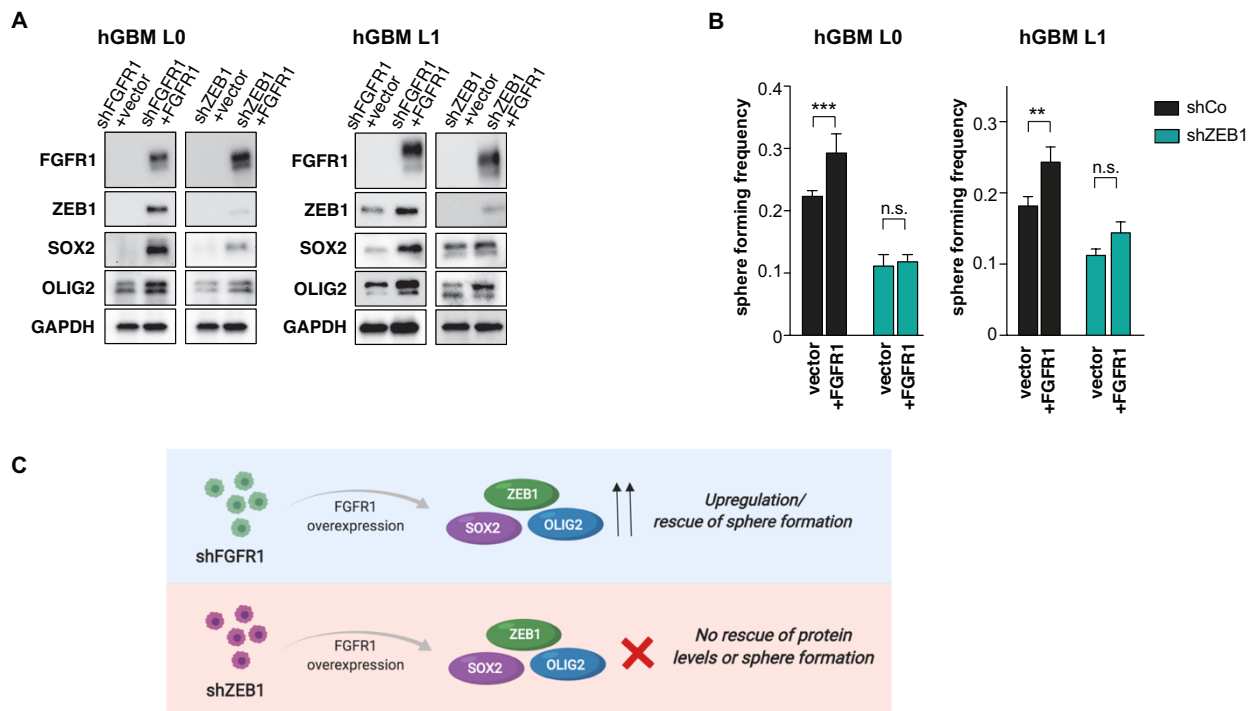 A
hGBM L0
hGBM L1
shFGFR1
+vector
shFGFR1
+FGFR1
shZEB1
+vector
shZEB1
+FGFR1
shFGFR1
+vector
shFGFR1
+FGFR1
shZEB1
+vector
shZEB1
+FGFR1
FGFR1
ZEB1
SOX2
OLIG2
GAPDH
FGFR1
ZEB1
SOX2
OLIG2
GAPDH
B
hGBM L0
hGBM L1
sphere forming frequency
0.4
0.3
0.2
0.1
0
***
n.s.
vector
+FGFR1
vector
+FGFR1
sphere forming frequency
0.3
0.2
0.1
0
**
n.s.
vector
+FGFR1
vector
+FGFR1
shCo
shZEB1
C
shFGFR1
FGFR1
overexpression
ZEB1
SOX2
OLIG2
Upregulation/
rescue of sphere formation
shZEB1
FGFR1
overexpression
ZEB1
SOX2
OLIG2
No rescue of protein
levels or sphere formation